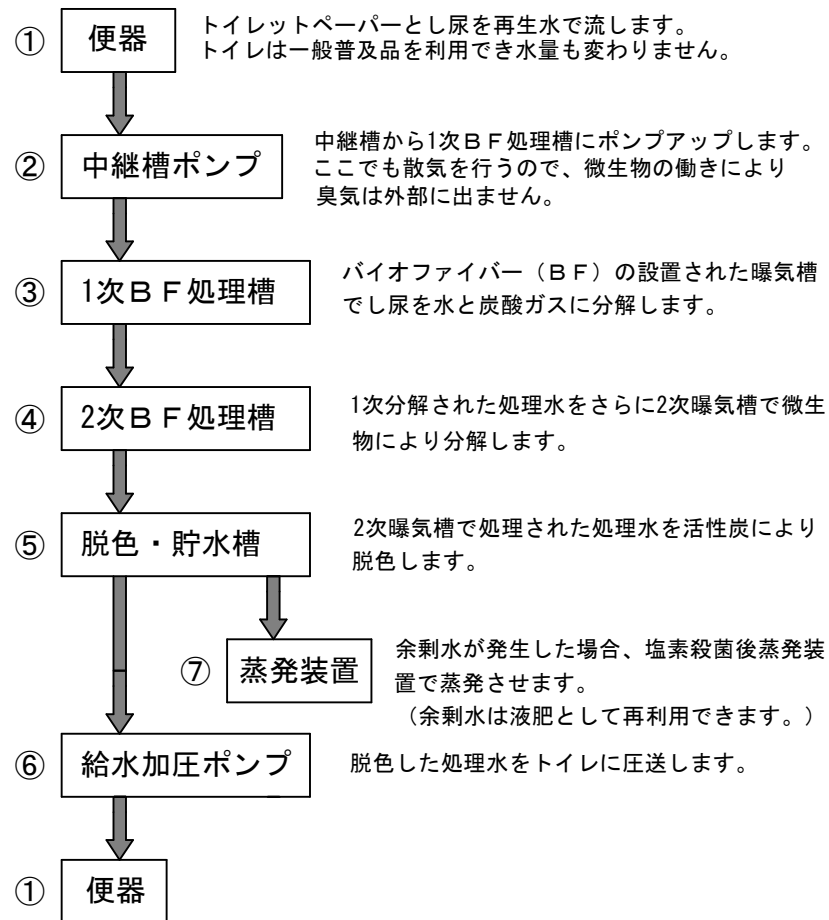 ① 便器
トイレットペーパーとし尿を再生水で流します。
トイレは一般普及品を利用でき水量も変わりません。
② 中継槽ポンプ
中継槽から1次ＢＦ処理槽にポンプアップします。
ここでも散気を行うので、微生物の働きにより
臭気は外部に出ません。
③ 1次ＢＦ処理槽
バイオファイバー（ＢＦ）の設置された曝気槽
でし尿を水と炭酸ガスに分解します。
④ 2次ＢＦ処理槽
1次分解された処理水をさらに2次曝気槽で微生
物により分解します。
⑤ 脱色・貯水槽
2次曝気槽で処理された処理水を活性炭により
脱色します。
⑦ 蒸発装置
余剰水が発生した場合、塩素殺菌後蒸発装
置で蒸発させます。
（余剰水は液肥として再利用できます。）
⑥ 給水加圧ポンプ
脱色した処理水をトイレに圧送します。
① 便器